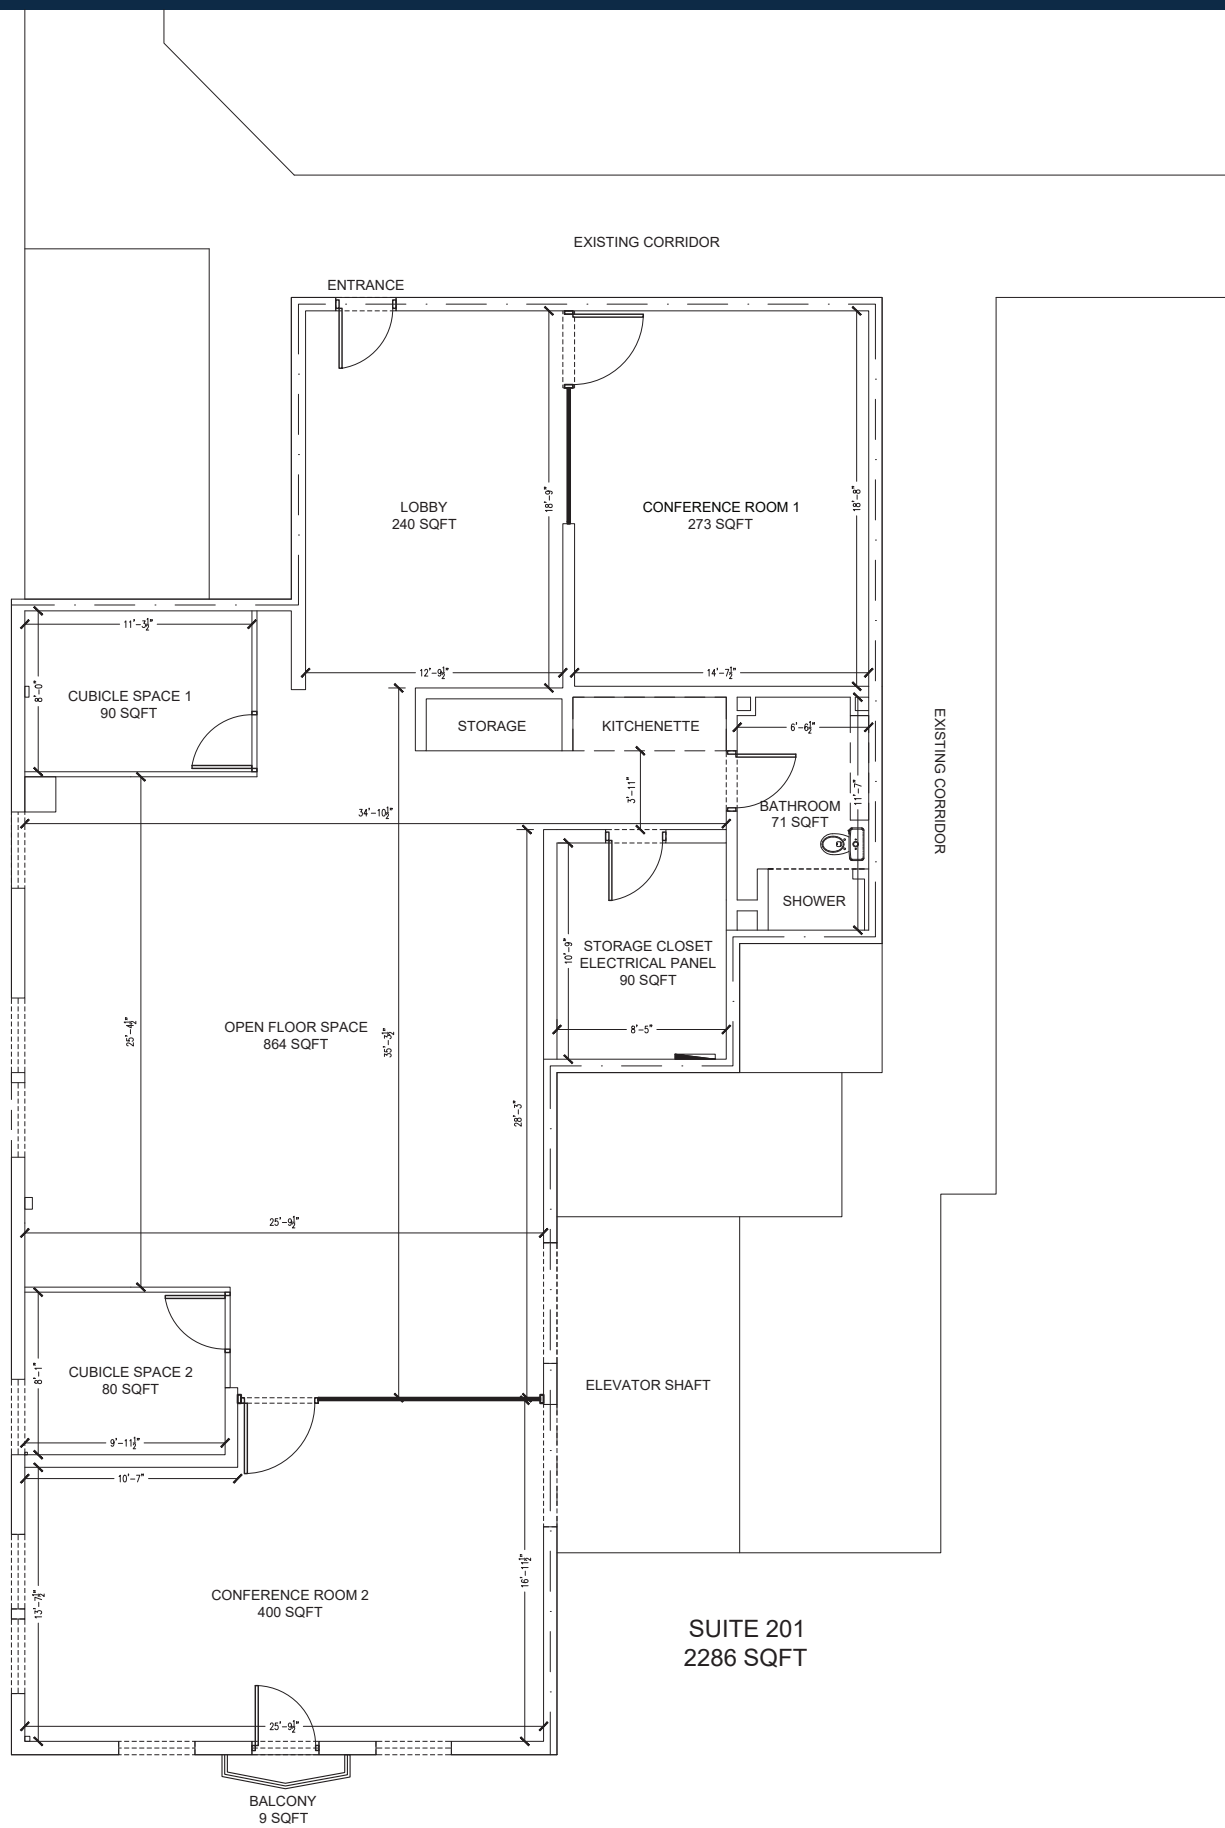 EXISTING CORRIDOR
ENTRANCE
LOBBY
240 SQFT
18'-9"
CONFERENCE ROOM 1
273 SQFT
18'-8"
11'-3½"
12'-9½"
14'-7½"
8'-0"
CUBICLE SPACE 1
90 SQFT
STORAGE
KITCHENETTE
6'-6½"
EXISTING CORRIDOR
3'-11"
11'-7"
34'-10½"
BATHROOM
71 SQFT
SHOWER
10'-9"
STORAGE CLOSET
ELECTRICAL PANEL
90 SQFT
8'-5"
25'-4½"
OPEN FLOOR SPACE
864 SQFT
35'-3½"
28'-3"
25'-9½"
8'-1"
CUBICLE SPACE 2
80 SQFT
ELEVATOR SHAFT
9'-11½"
10'-7"
13'-7½"
CONFERENCE ROOM 2
400 SQFT
16'-11½"
SUITE 201
2286 SQFT
25'-9½"
BALCONY
9 SQFT